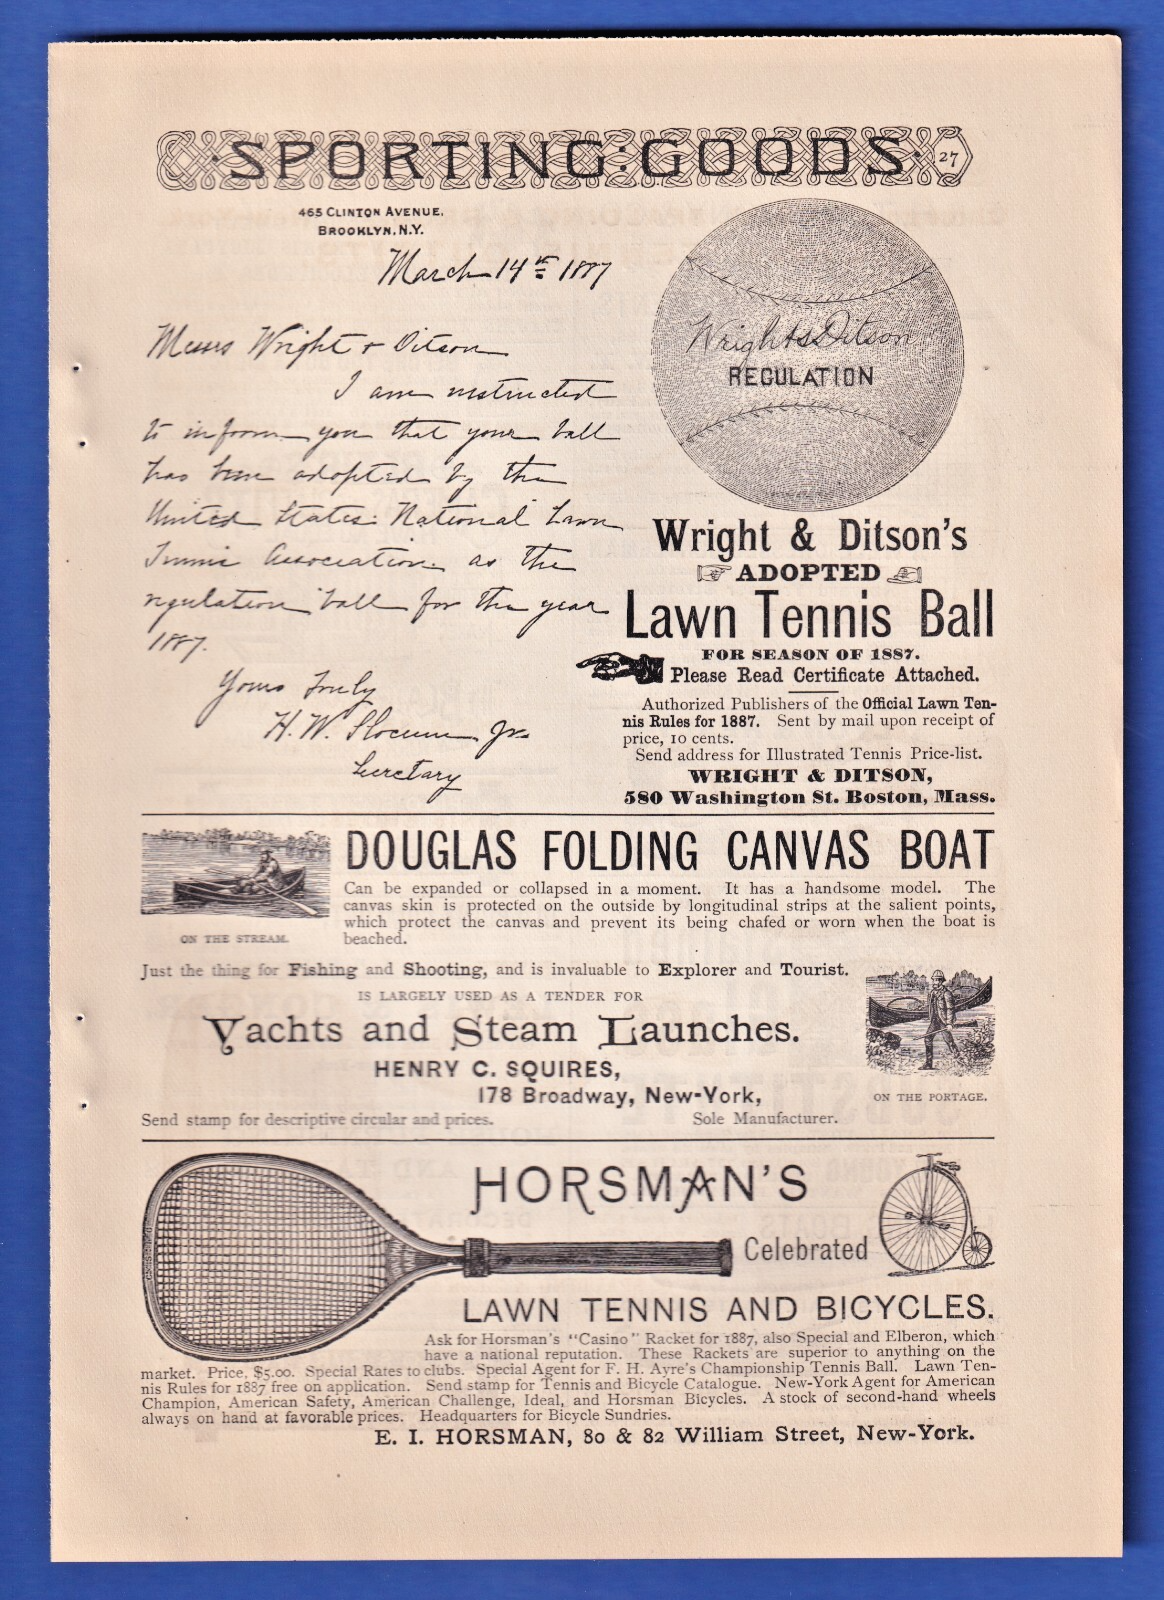 SPORTING:GOODS. 27
465 CLINTON AVENUE,
BROOKLYN, N.Y.
March 14th 1887
Messrs Wright & Ditson
I am instructed
to inform you that your ball
has been adopted by the
United States National Lawn
Tennis Association as the
regulation ball for the year
1887.
Yours truly
H. W. Slocum Jr.
Secretary
Wright & Ditson
REGULATION
Wright & Ditson's
ADOPTED
Lawn Tennis Ball
FOR SEASON OF 1887.
Please Read Certificate Attached.
Authorized Publishers of the Official Lawn Ten-
nis Rules for 1887. Sent by mail upon receipt of
price, 10 cents.
Send address for Illustrated Tennis Price-list.
WRIGHT & DITSON,
580 Washington St. Boston, Mass.
DOUGLAS FOLDING CANVAS BOAT
Can be expanded or collapsed in a moment. It has a handsome model. The
canvas skin is protected on the outside by longitudinal strips at the salient points,
which protect the canvas and prevent its being chafed or worn when the boat is
beached.
ON THE STREAM.
Just the thing for Fishing and Shooting, and is invaluable to Explorer and Tourist.
IS LARGELY USED AS A TENDER FOR
Yachts and Steam Launches.
HENRY C. SQUIRES,
178 Broadway, New-York,
ON THE PORTAGE.
Send stamp for descriptive circular and prices. Sole Manufacturer.
HORSMAN'S
Celebrated
LAWN TENNIS AND BICYCLES.
Ask for Horsman's "Casino" Racket for 1887, also Special and Elberon, which
have a national reputation. These Rackets are superior to anything on the
market. Price, $5.00. Special Rates to clubs. Special Agent for F. H. Ayre's Championship Tennis Ball. Lawn Ten-
nis Rules for 1887 free on application. Send stamp for Tennis and Bicycle Catalogue. New-York Agent for American
Champion, American Safety, American Challenge, Ideal, and Horsman Bicycles. A stock of second-hand wheels
always on hand at favorable prices. Headquarters for Bicycle Sundries.
E. I. HORSMAN, 80 & 82 William Street, New-York.